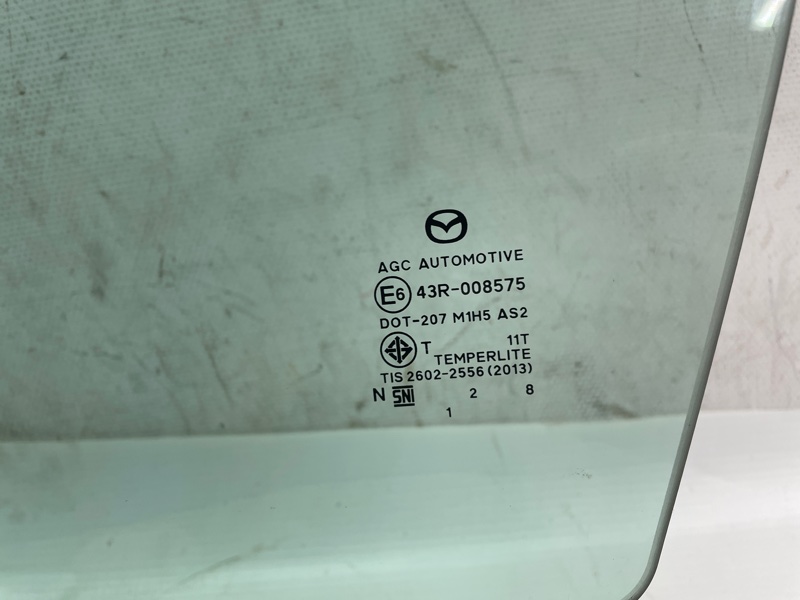 AGC AUTOMOTIVE
E6 43R-008575
DOT-207 M1H5 AS2
T 11T
TEMPERLITE
TIS 2602-2556 (2013)
N SNI 2 8
1